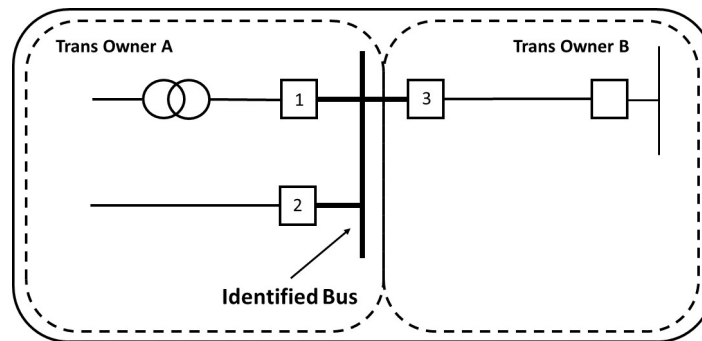 Trans Owner A
Trans Owner B
1
3
2
Identified Bus